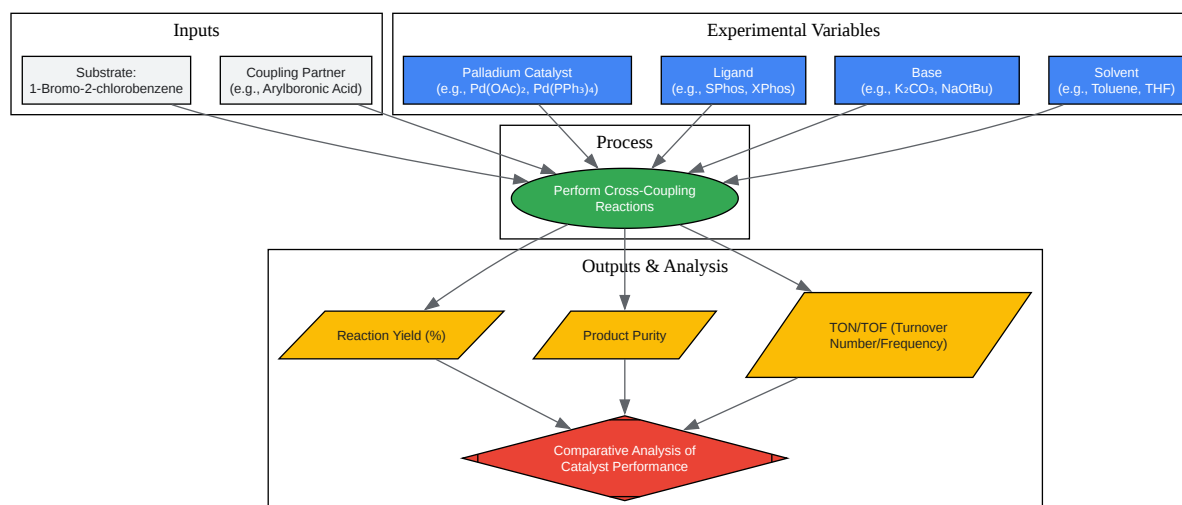 Inputs
Experimental Variables
Substrate:
1-Bromo-2-chlorobenzene
Coupling Partner
(e.g., Arylboronic Acid)
Palladium Catalyst
(e.g., Pd(OAc)₂, Pd(PPh₃)₄)
Ligand
(e.g., SPhos, XPhos)
Base
(e.g., K₂CO₃, NaOtBu)
Solvent
(e.g., Toluene, THF)
Process
Perform Cross-Coupling
Reactions
Outputs & Analysis
Reaction Yield (%)
Product Purity
TON/TOF (Turnover
Number/Frequency)
Comparative Analysis of
Catalyst Performance